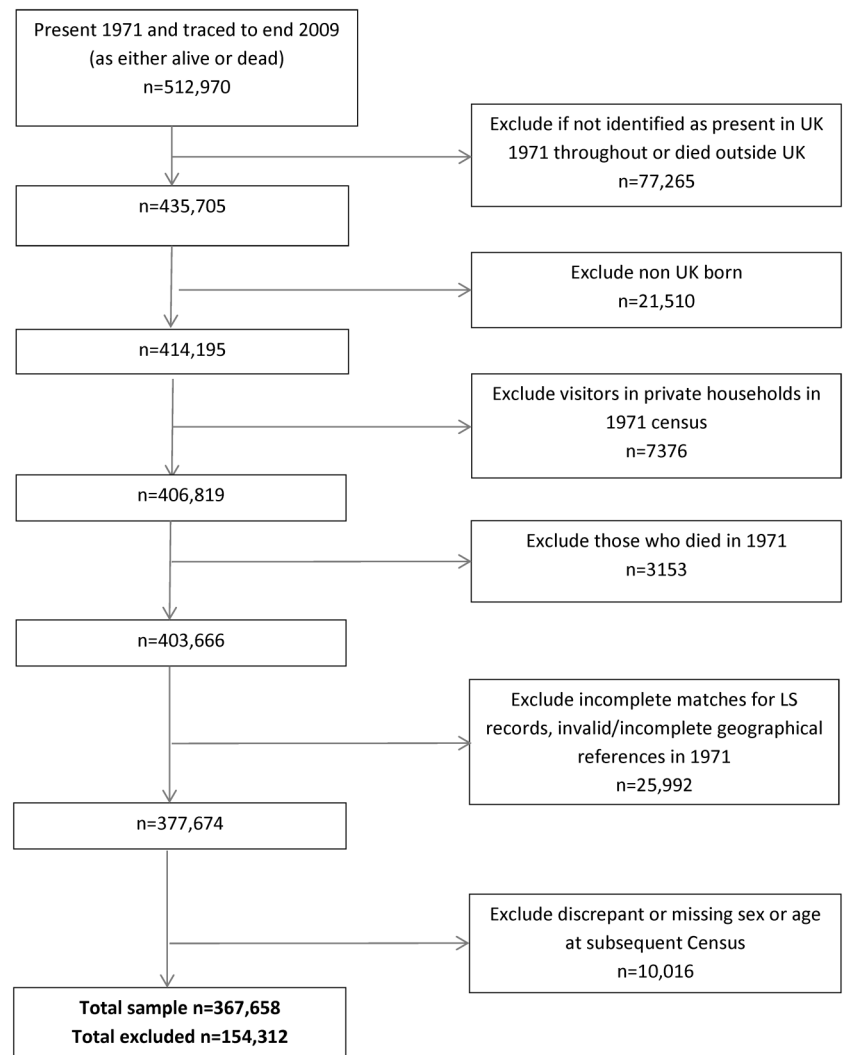 Present 1971 and traced to end 2009
(as either alive or dead)
n=512,970
Exclude if not identified as present in UK
1971 throughout or died outside UK
n=77,265
n=435,705
Exclude non UK born
n=21,510
n=414,195
Exclude visitors in private households in
1971 census
n=7376
n=406,819
Exclude those who died in 1971
n=3153
n=403,666
Exclude incomplete matches for LS
records, invalid/incomplete geographical
references in 1971
n=25,992
n=377,674
Exclude discrepant or missing sex or age
at subsequent Census
n=10,016
Total sample n=367,658
Total excluded n=154,312